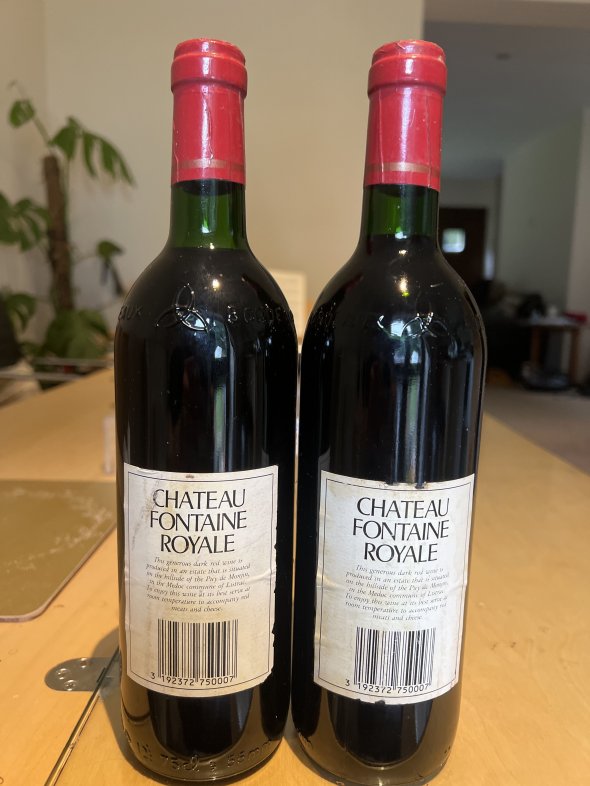 BORDE
CHATEAU
FONTAINE
ROYALE
This generous dark red wine is
produced in an estate that is situated
on the hillside of the Puy de Menjon,
in the Medoc commune of Listrac.
To enjoy this wine at its best serve at
room temperature to accompany red
meats and cheese.
3 192372 750007
75cl 55mm
CHATEAU
FONTAINE
ROYALE
This generous dark red wine is
produced in an estate that is situated
on the hillside of the Puy de Menjon,
in the Medoc commune of Listrac.
To enjoy this wine at its best serve at
room temperature to accompany red
meats and cheese.
3 192372 750007